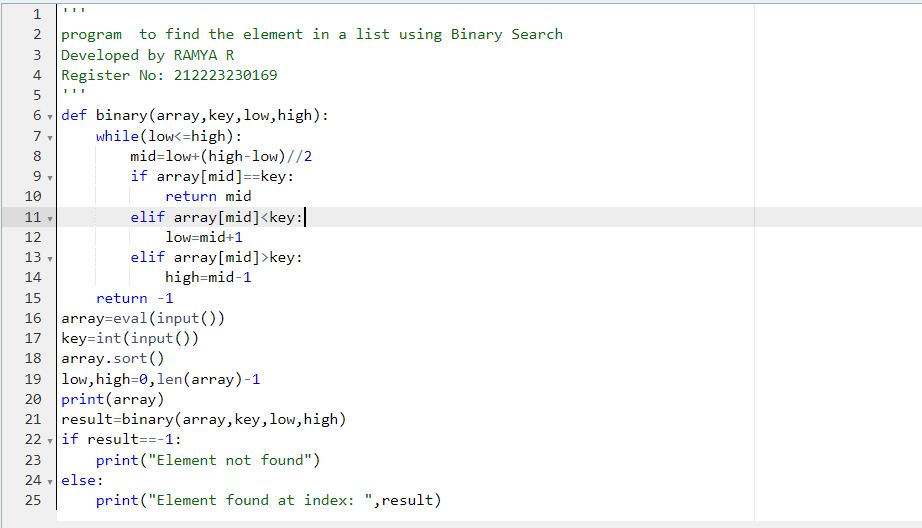 1 '''
2 program  to find the element in a list using Binary Search
3 Developed by RAMYA R
4 Register No: 212223230169
5 '''
6 def binary(array,key,low,high):
7     while(low<=high):
8         mid=low+(high-low)//2
9         if array[mid]==key:
10             return mid
11         elif array[mid]<key:
12             low=mid+1
13         elif array[mid]>key:
14             high=mid-1
15     return -1
16 array=eval(input())
17 key=int(input())
18 array.sort()
19 low,high=0,len(array)-1
20 print(array)
21 result=binary(array,key,low,high)
22 if result==-1:
23     print("Element not found")
24 else:
25     print("Element found at index: ",result)